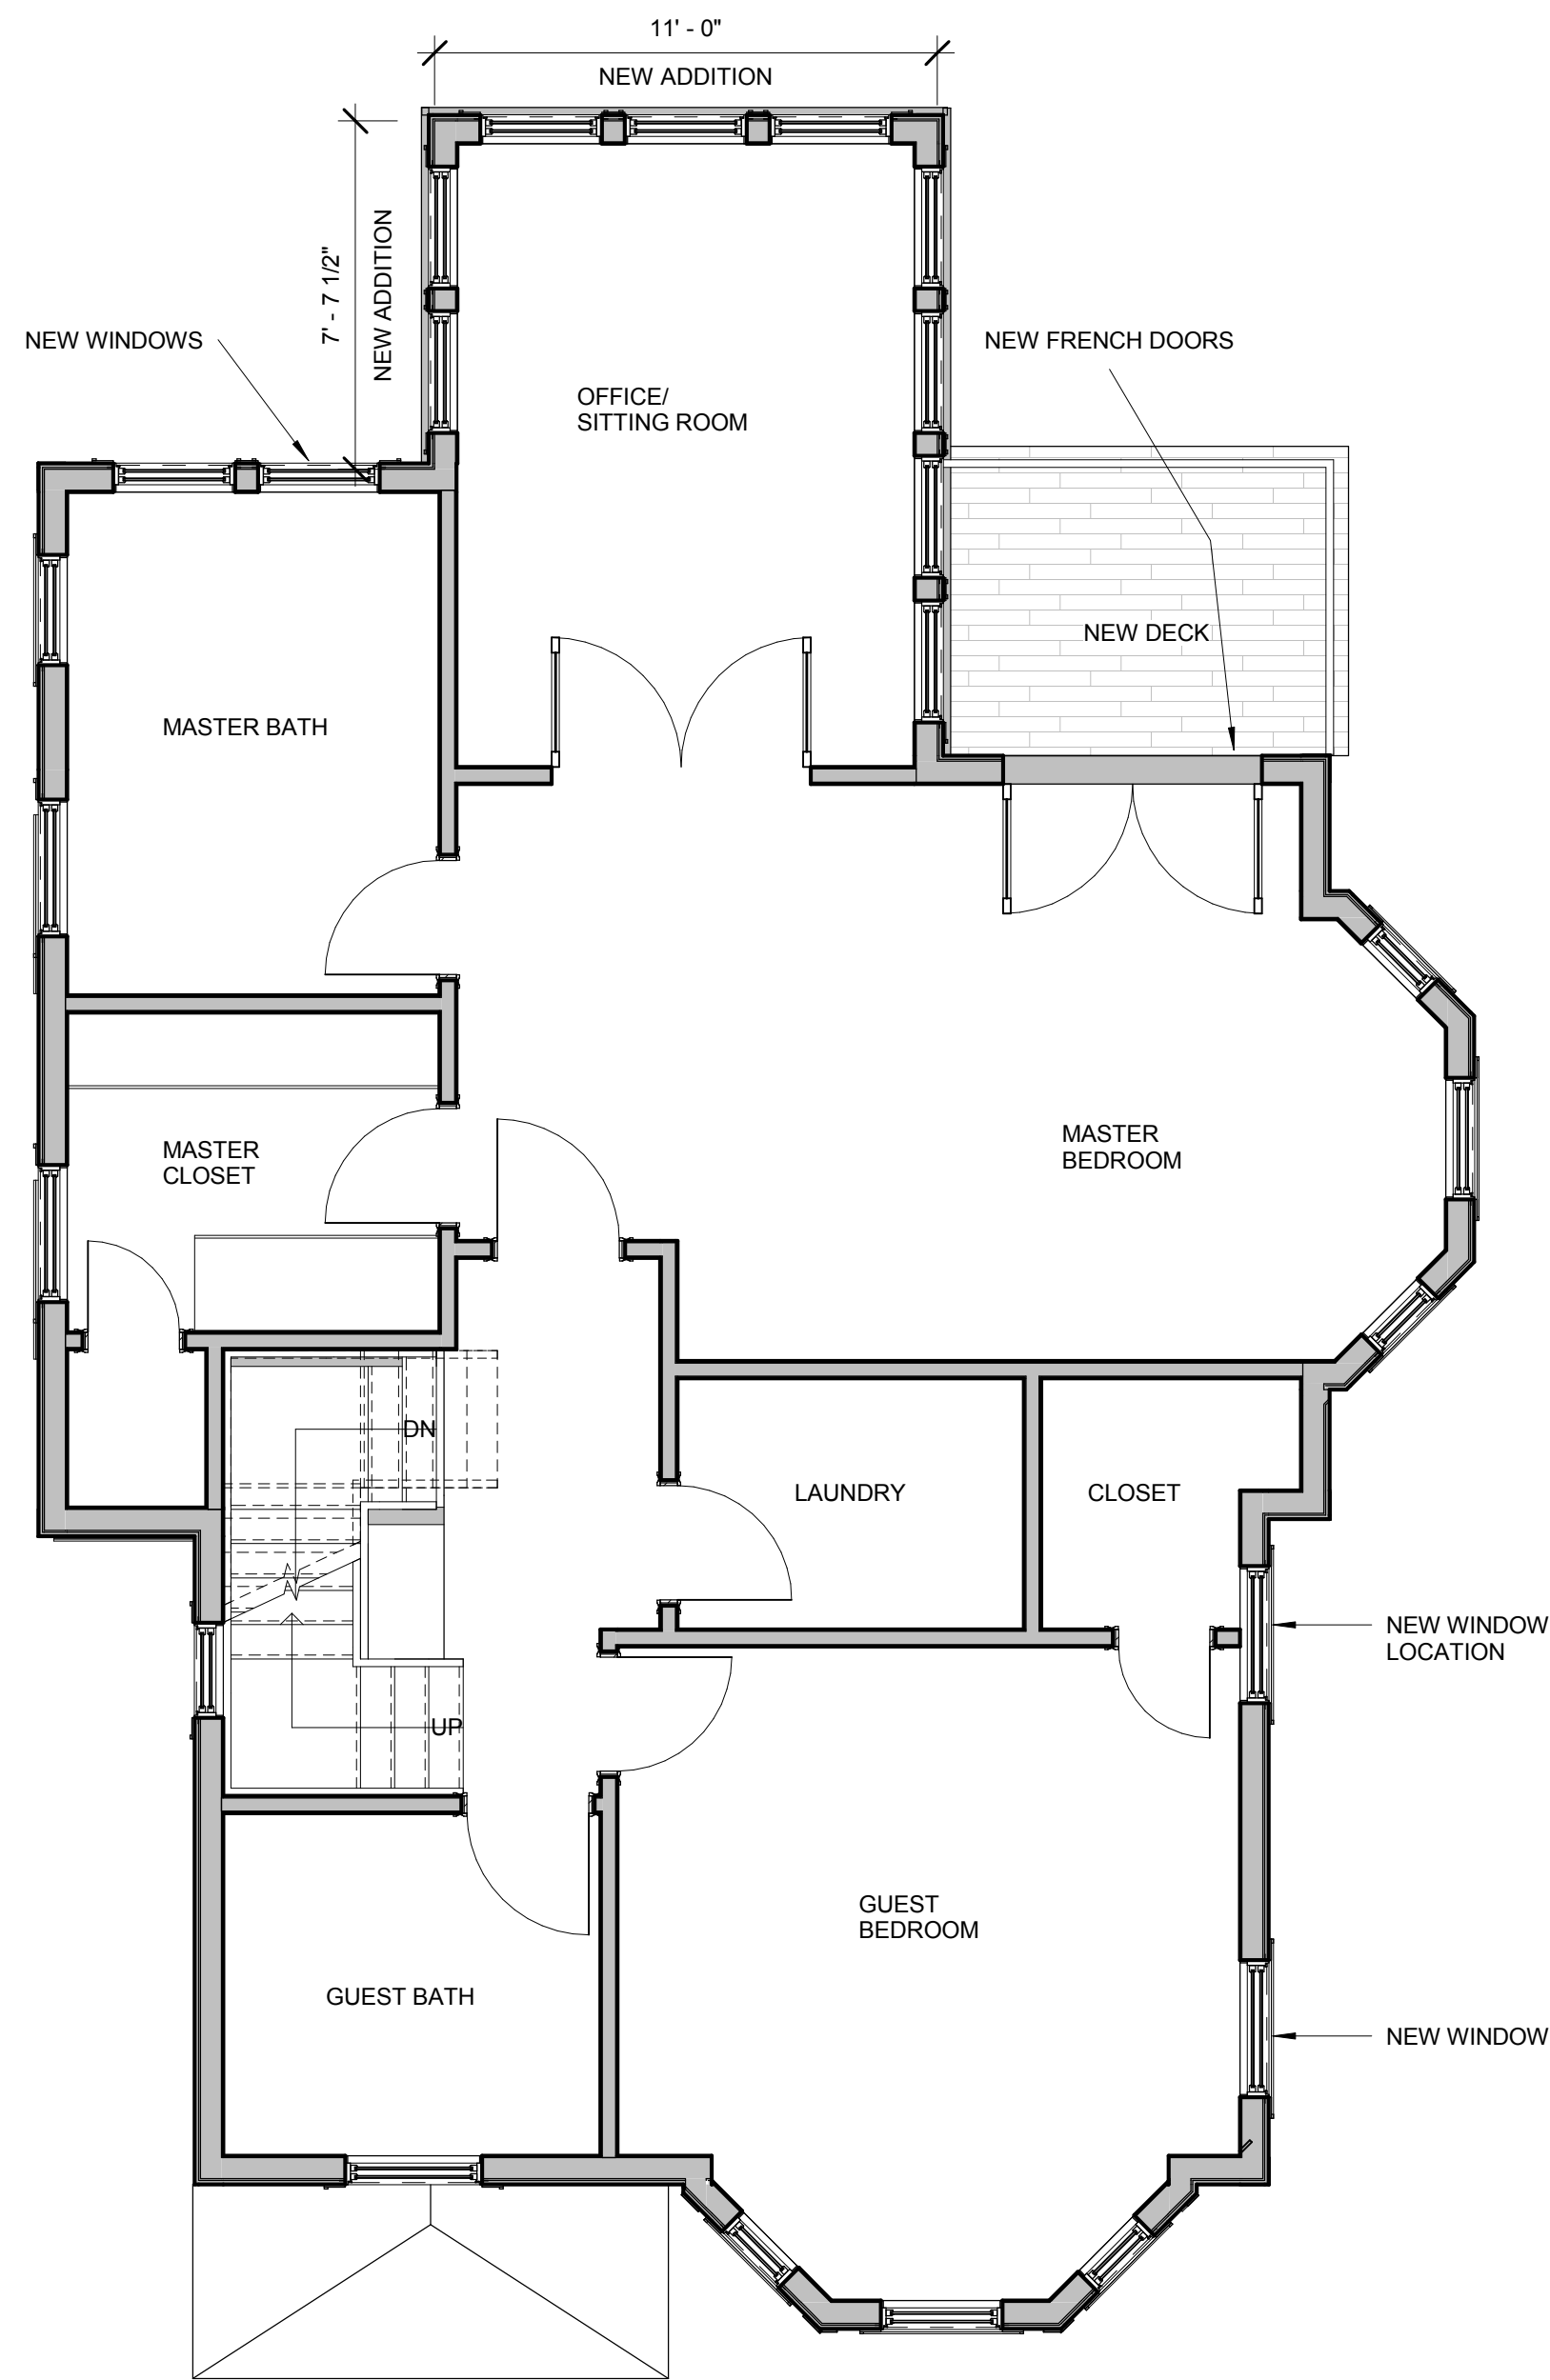 11' - 0"
NEW ADDITION
7' - 7 1/2"
NEW ADDITION
NEW WINDOWS
NEW FRENCH DOORS
OFFICE/
SITTING ROOM
NEW DECK
MASTER BATH
MASTER
CLOSET
MASTER
BEDROOM
DN
LAUNDRY
CLOSET
NEW WINDOW
LOCATION
UP
GUEST
BEDROOM
GUEST BATH
NEW WINDOW